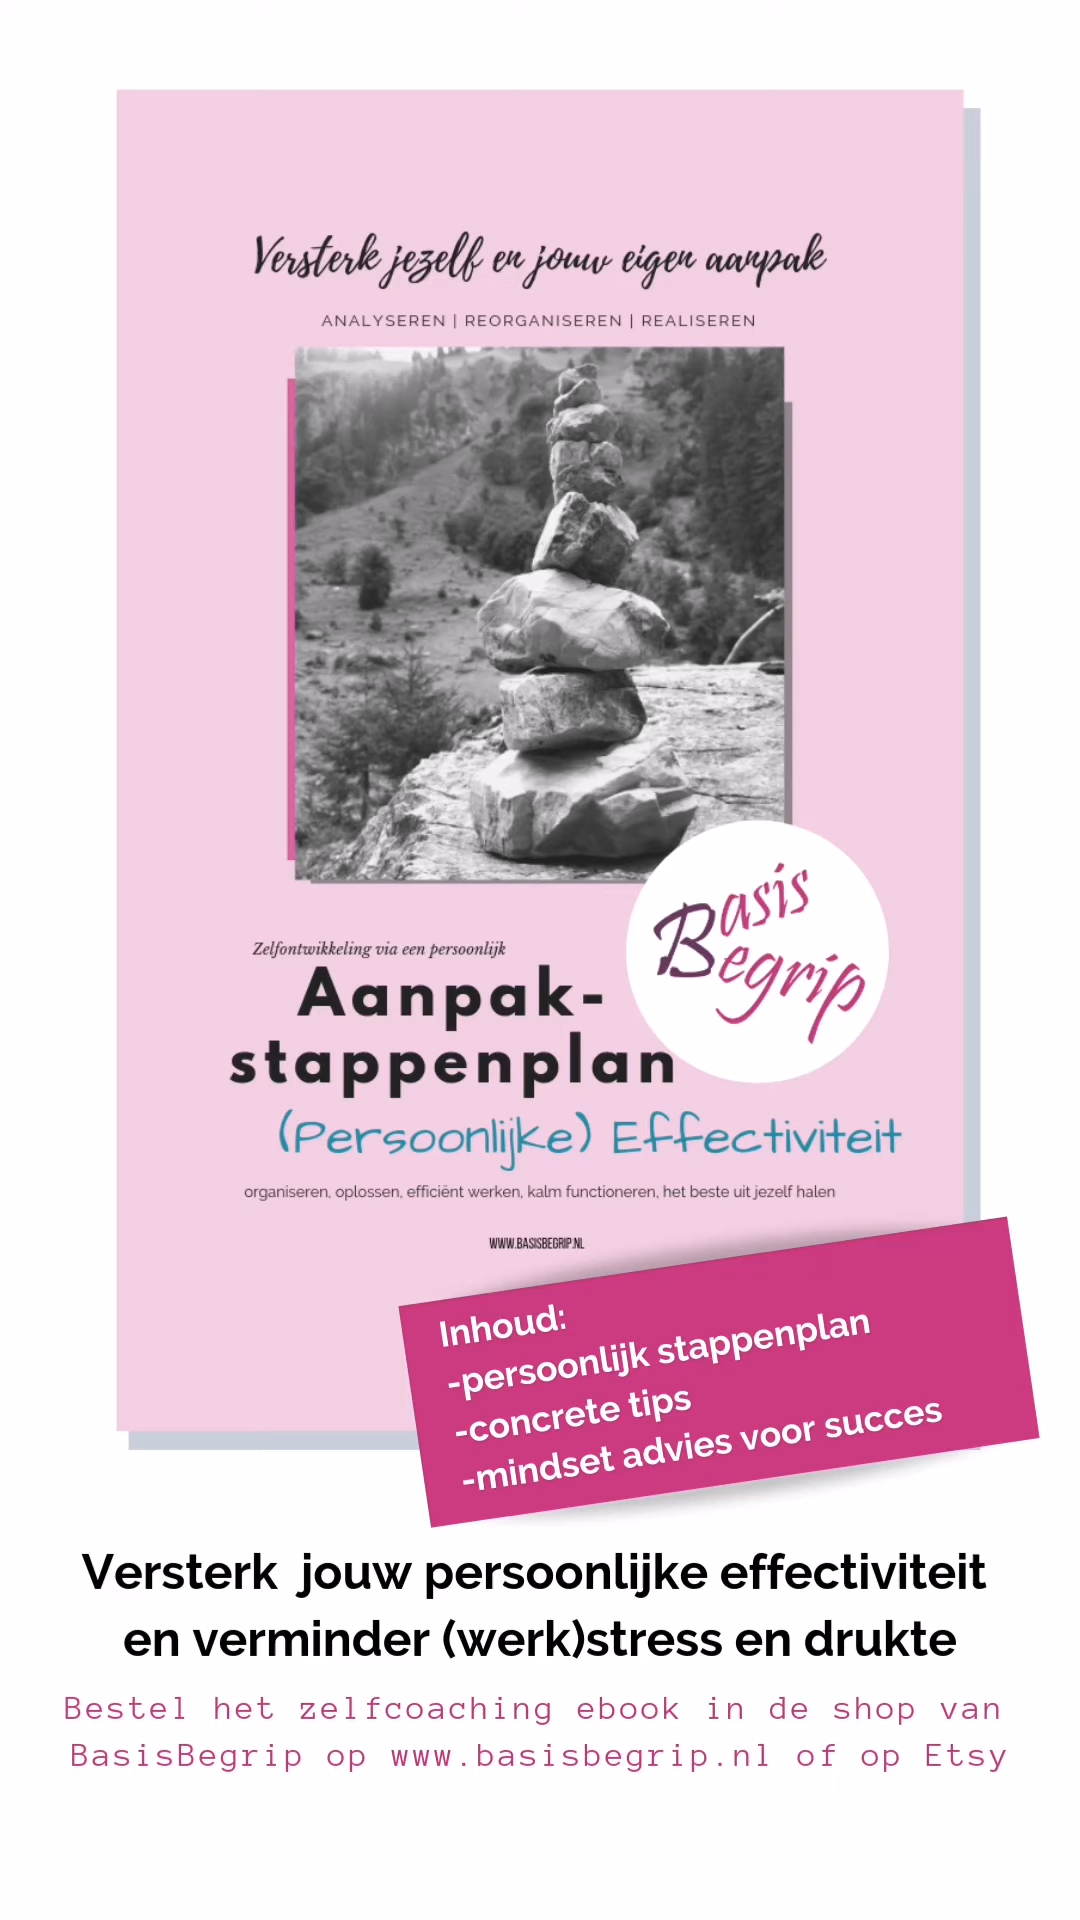 Versterk jezelf en jouw eigen aanpak
ANALYSEREN | REORGANISEREN | REALISEREN
Basis
Begrip
Zelfontwikkeling via een persoonlijk
Aanpak-
stappenplan
(Persoonlijke) Effectiviteit
organiseren, oplossen, efficiënt werken, kalm functioneren, het beste uit jezelf halen
WWW.BASISBEGRIP.NL
Inhoud:
-persoonlijk stappenplan
-concrete tips
-mindset advies voor succes
Versterk jouw persoonlijke effectiviteit
en verminder (werk)stress en drukte
Bestel het zelfcoaching ebook in de shop van
BasisBegrip op www.basisbegrip.nl of op Etsy